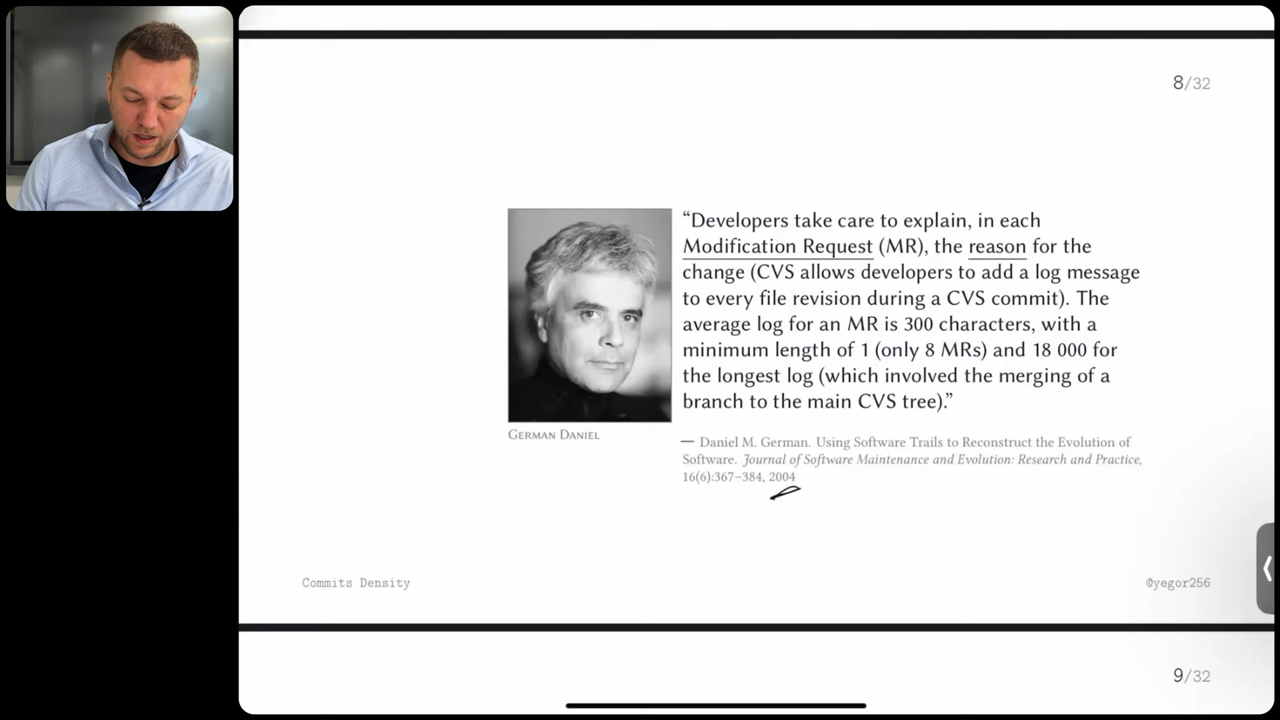 8/32
“Developers take care to explain, in each
Modification Request (MR), the reason for the
change (CVS allows developers to add a log message
to every file revision during a CVS commit). The
average log for an MR is 300 characters, with a
minimum length of 1 (only 8 MRs) and 18 000 for
the longest log (which involved the merging of a
branch to the main CVS tree).”
German Daniel
— Daniel M. German. Using Software Trails to Reconstruct the Evolution of
Software. Journal of Software Maintenance and Evolution: Research and Practice,
16(6):367–384, 2004
Commits Density
@yegor256
9/32